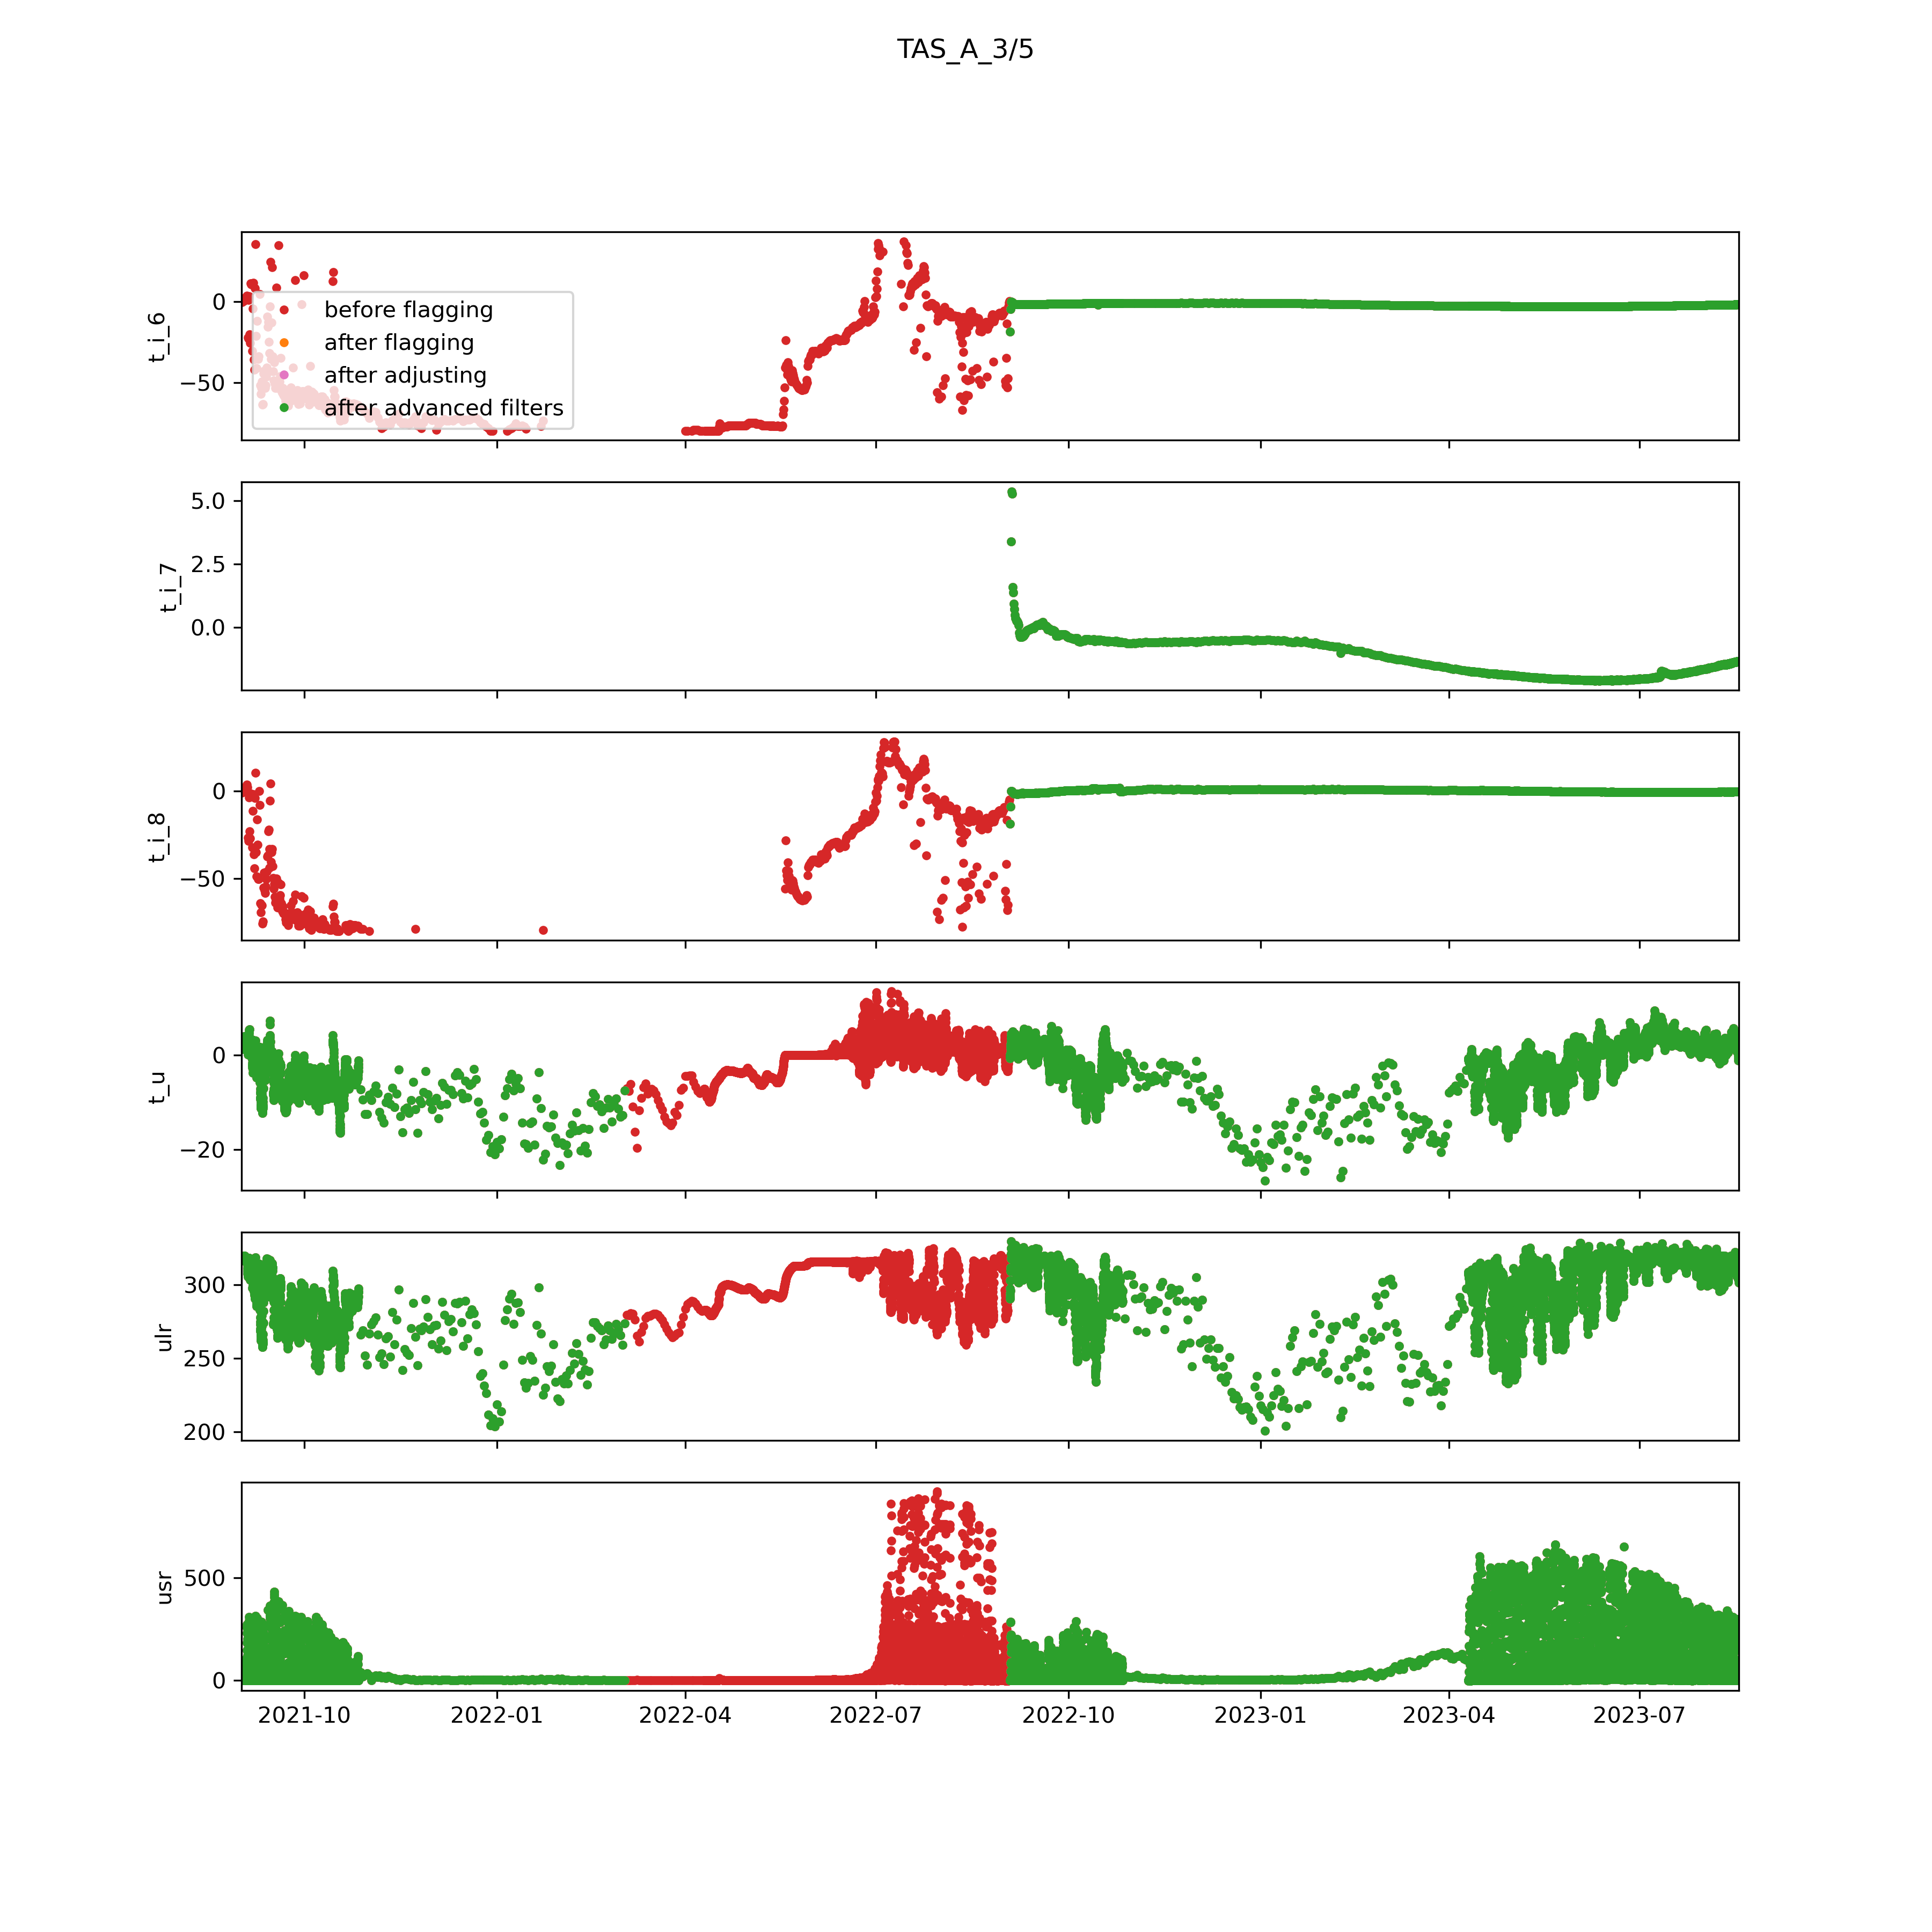 TAS_A_3/5
0
−50
t_i_6
before flagging
after flagging
after adjusting
after advanced filters
5.0
2.5
0.0
t_i_7
0
−50
t_i_8
0
−20
t_u
300
250
200
ulr
500
0
usr
2021-10 2022-01 2022-04 2022-07 2022-10 2023-01 2023-04 2023-07